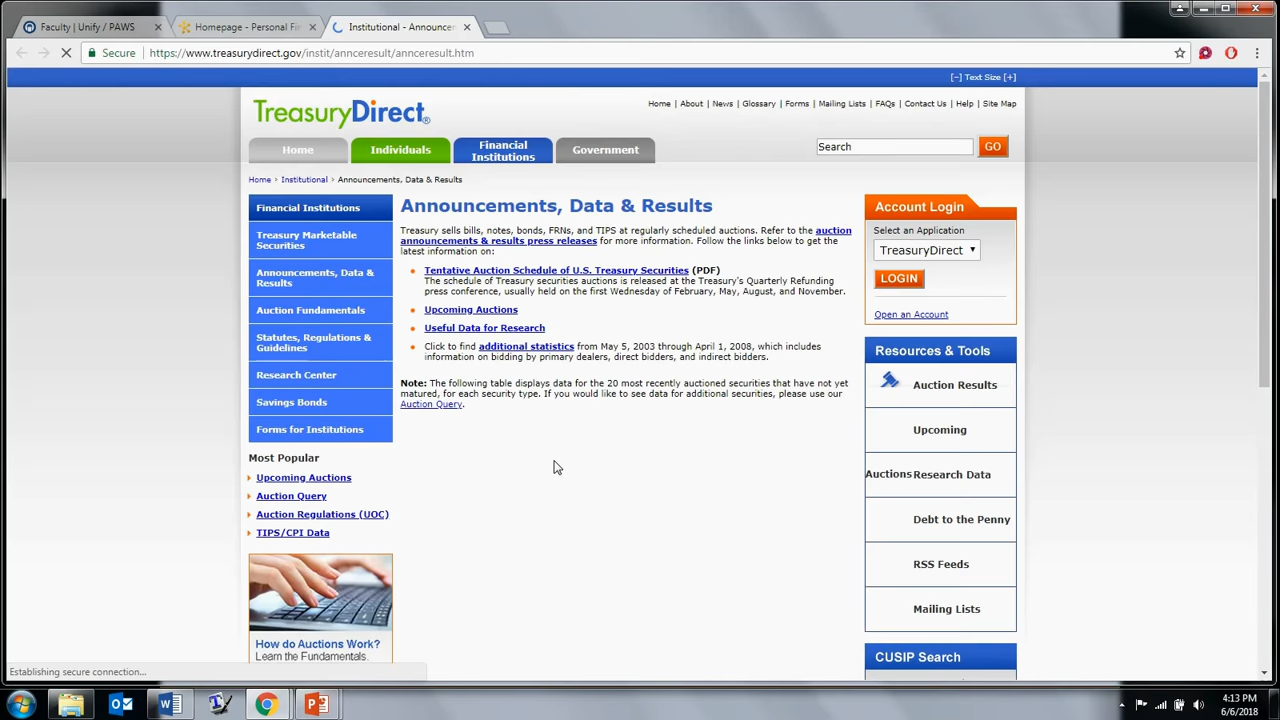 Faculty | Unify / PAWS
Homepage - Personal Fi
Institutional - Announce
Secure
https://www.treasurydirect.gov/instit/annceresult/annceresult.htm
[−] Text Size [+]
TreasuryDirect®
Home | About | News | Glossary | Forms | Mailing Lists | FAQs | Contact Us | Help | Site Map
Home
Individuals
Financial
Institutions
Government
Search
GO
Home › Institutional › Announcements, Data & Results
Financial Institutions
Treasury Marketable
Securities
Announcements, Data &
Results
Auction Fundamentals
Statutes, Regulations &
Guidelines
Research Center
Savings Bonds
Forms for Institutions
Most Popular
Upcoming Auctions
Auction Query
Auction Regulations (UOC)
TIPS/CPI Data
How do Auctions Work?
Learn the Fundamentals.
Announcements, Data & Results
Treasury sells bills, notes, bonds, FRNs, and TIPS at regularly scheduled auctions. Refer to the auction
announcements & results press releases for more information. Follow the links below to get the
latest information on:
Tentative Auction Schedule of U.S. Treasury Securities (PDF)
The schedule of Treasury securities auctions is released at the Treasury's Quarterly Refunding
press conference, usually held on the first Wednesday of February, May, August, and November.
Upcoming Auctions
Useful Data for Research
Click to find additional statistics from May 5, 2003 through April 1, 2008, which includes
information on bidding by primary dealers, direct bidders, and indirect bidders.
Note: The following table displays data for the 20 most recently auctioned securities that have not yet
matured, for each security type. If you would like to see data for additional securities, please use our
Auction Query.
Account Login
Select an Application
TreasuryDirect
LOGIN
Open an Account
Resources & Tools
Auction Results
Upcoming
Auctions Research Data
Debt to the Penny
RSS Feeds
Mailing Lists
CUSIP Search
Establishing secure connection...
4:13 PM
6/6/2018